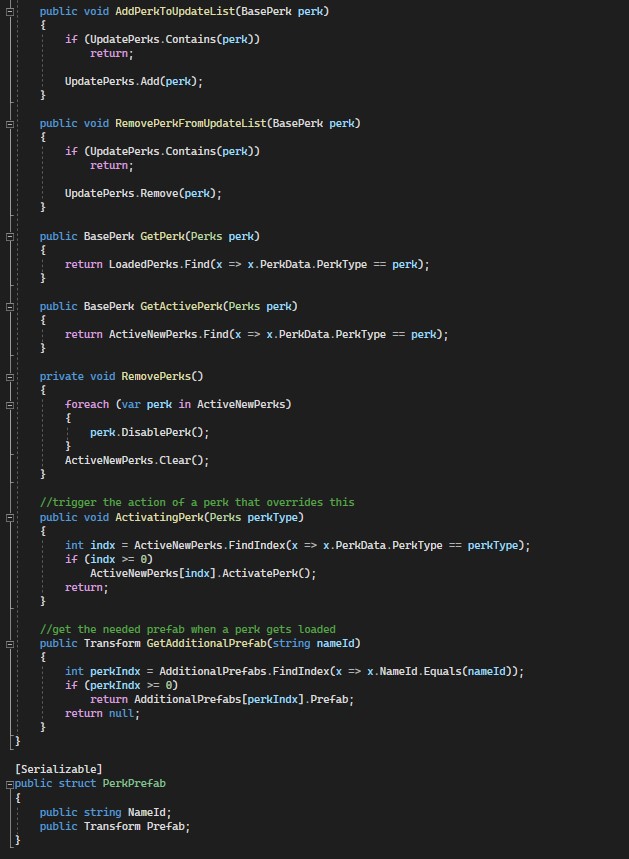 public void AddPerkToUpdateList(BasePerk perk)
{
if (UpdatePerks.Contains(perk))
return;
UpdatePerks.Add(perk);
}
public void RemovePerkFromUpdateList(BasePerk perk)
{
if (UpdatePerks.Contains(perk))
return;
UpdatePerks.Remove(perk);
}
public BasePerk GetPerk(Perks perk)
{
return LoadedPerks.Find(x => x.PerkData.PerkType == perk);
}
public BasePerk GetActivePerk(Perks perk)
{
return ActiveNewPerks.Find(x => x.PerkData.PerkType == perk);
}
private void RemovePerks()
{
foreach (var perk in ActiveNewPerks)
{
perk.DisablePerk();
}
ActiveNewPerks.Clear();
}
//trigger the action of a perk that overrides this
public void ActivatingPerk(Perks perkType)
{
int indx = ActiveNewPerks.FindIndex(x => x.PerkData.PerkType == perkType);
if (indx >= 0)
ActiveNewPerks[indx].ActivatePerk();
return;
}
//get the needed prefab when a perk gets loaded
public Transform GetAdditionalPrefab(string nameId)
{
int perkIndx = AdditionalPrefabs.FindIndex(x => x.NameId.Equals(nameId));
if (perkIndx >= 0)
return AdditionalPrefabs[perkIndx].Prefab;
return null;
}
}
[Serializable]
public struct PerkPrefab
{
public string NameId;
public Transform Prefab;
}